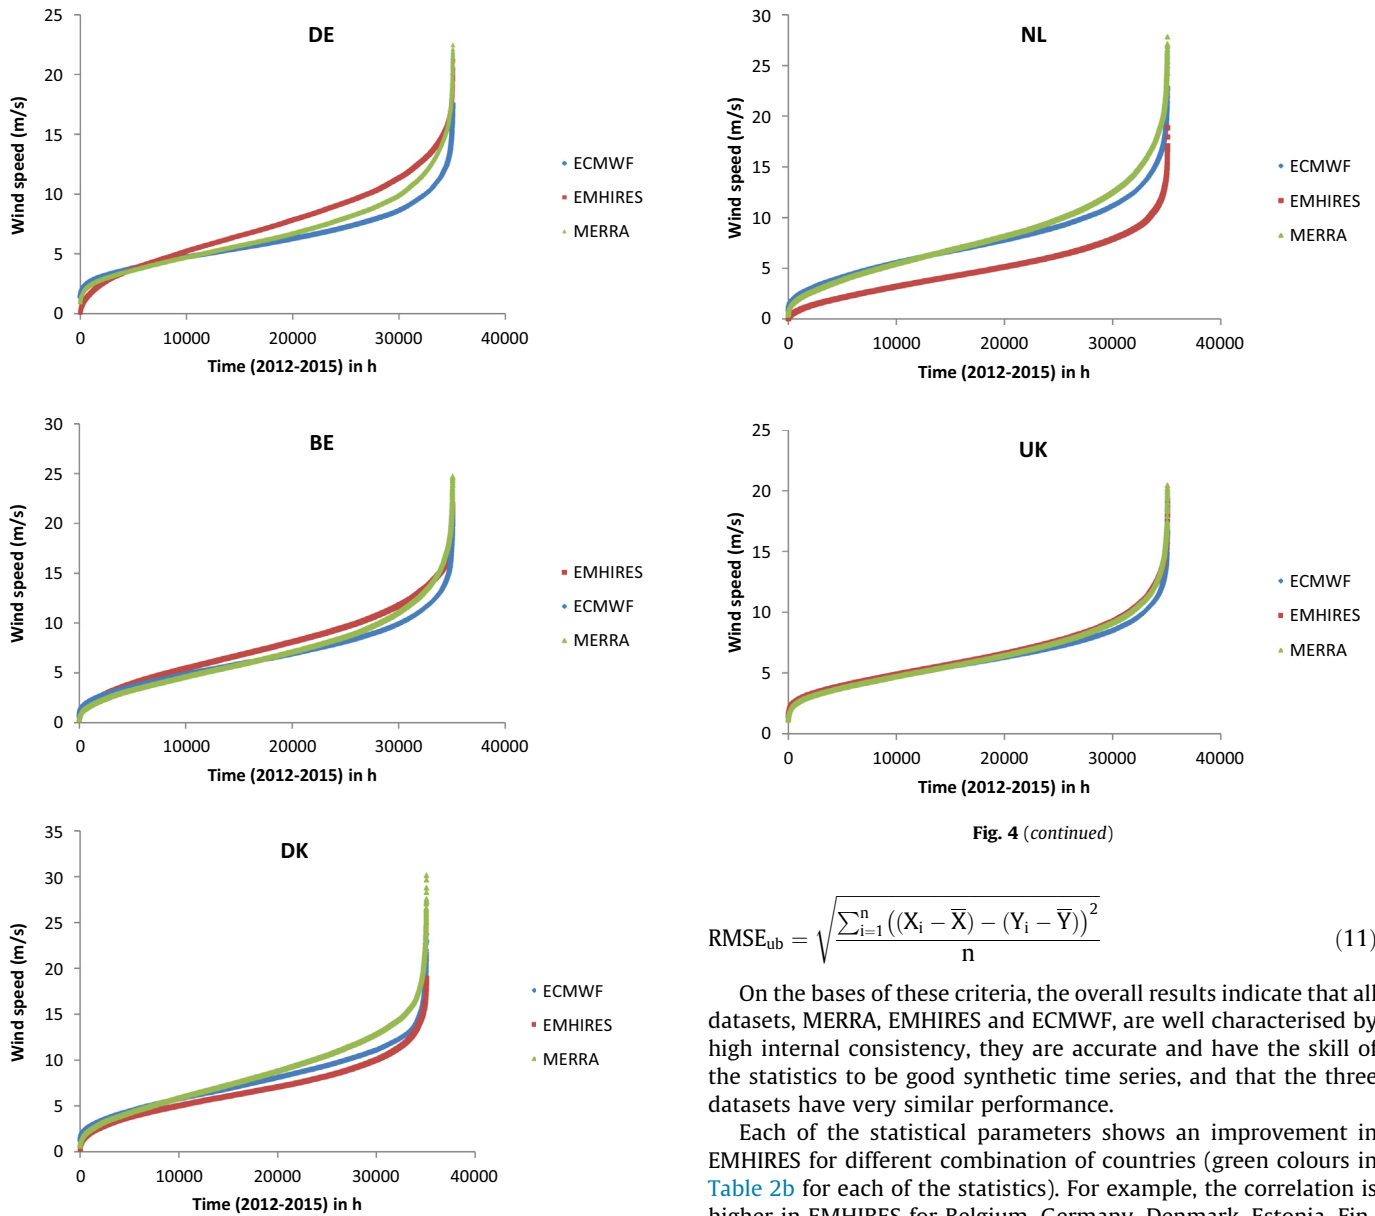 DE
Wind speed (m/s)
25
20
15
10
5
0
0 10000 20000 30000 40000
Time (2012-2015) in h
ECMWF
EMHIRES
MERRA
BE
Wind speed (m/s)
30
25
20
15
10
5
0
0 10000 20000 30000 40000
Time (2012-2015) in h
EMHIRES
ECMWF
MERRA
DK
Wind speed (m/s)
35
30
25
20
15
10
5
0
0 10000 20000 30000 40000
Time (2012-2015) in h
ECMWF
EMHIRES
MERRA
NL
Wind speed (m/s)
30
25
20
15
10
5
0
0 10000 20000 30000 40000
Time (2012-2015) in h
ECMWF
EMHIRES
MERRA
UK
Wind speed (m/s)
25
20
15
10
5
0
0 10000 20000 30000 40000
Time (2012-2015) in h
ECMWF
EMHIRES
MERRA
Fig. 4 (continued)
RMSE_ub = √(∑_{i=1}^{n} ((X_i − X̄) − (Y_i − Ȳ))² / n) (11)
On the bases of these criteria, the overall results indicate that all
datasets, MERRA, EMHIRES and ECMWF, are well characterised by
high internal consistency, they are accurate and have the skill of
the statistics to be good synthetic time series, and that the three
datasets have very similar performance.
Each of the statistical parameters shows an improvement in
EMHIRES for different combination of countries (green colours in
Table 2b for each of the statistics). For example, the correlation is
higher in EMHIRES for Belgium, Germany, Denmark, Estonia, Fin-